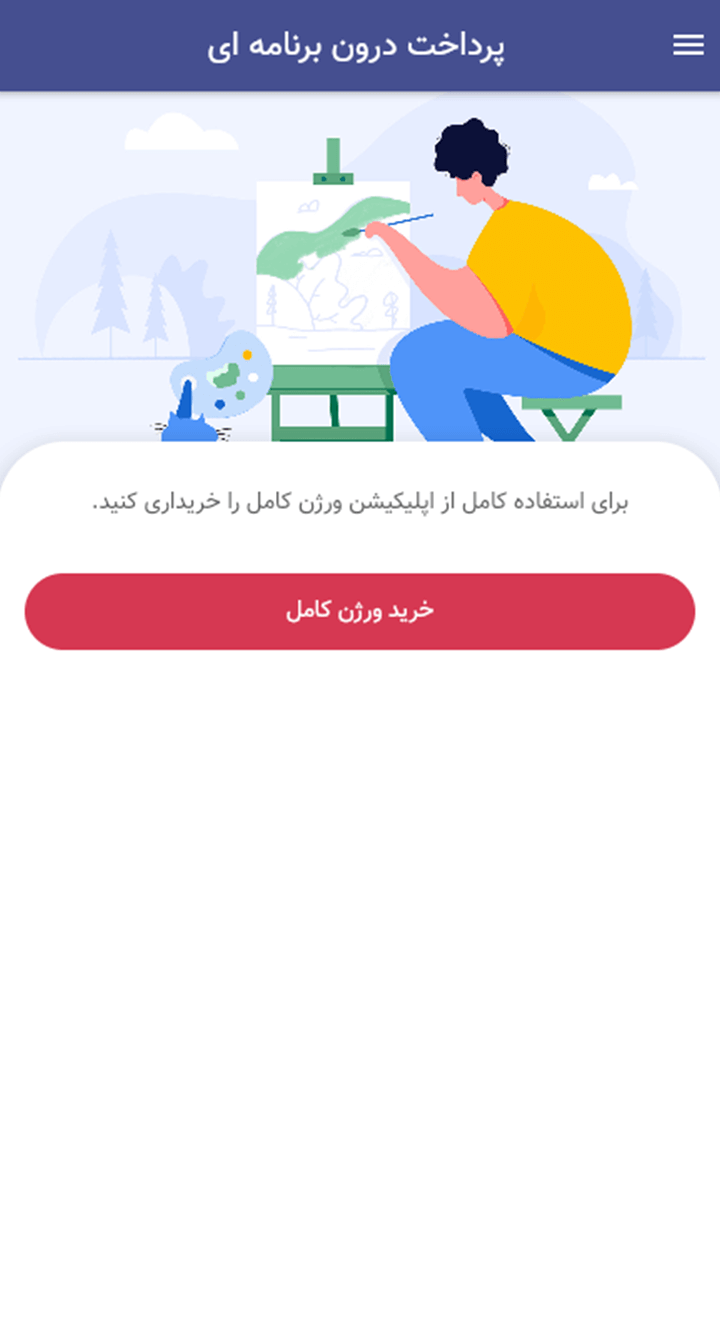 پرداخت درون برنامه ای
برای استفاده کامل از اپلیکیشن ورژن کامل را خریداری کنید.
خرید ورژن کامل